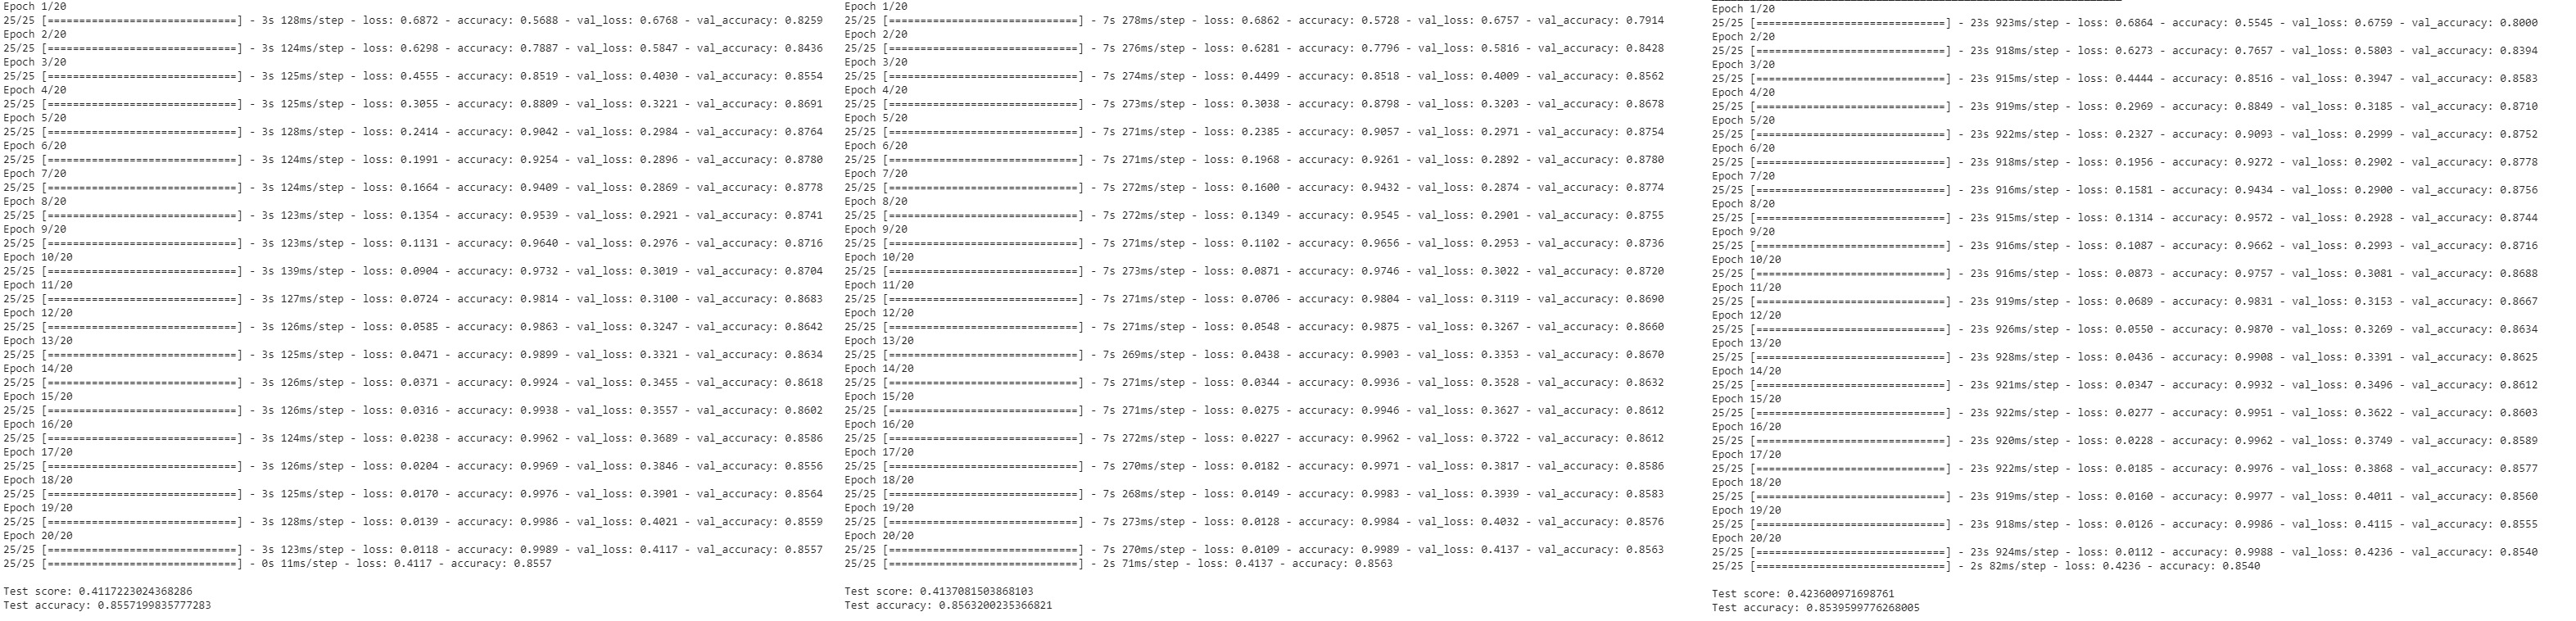 Epoch 1/20
25/25 [==============================] - 3s 128ms/step - loss: 0.6872 - accuracy: 0.5688 - val_loss: 0.6768 - val_accuracy: 0.8259
Epoch 2/20
25/25 [==============================] - 3s 124ms/step - loss: 0.6298 - accuracy: 0.7887 - val_loss: 0.5847 - val_accuracy: 0.8436
Epoch 3/20
25/25 [==============================] - 3s 125ms/step - loss: 0.4555 - accuracy: 0.8519 - val_loss: 0.4030 - val_accuracy: 0.8554
Epoch 4/20
25/25 [==============================] - 3s 125ms/step - loss: 0.3055 - accuracy: 0.8809 - val_loss: 0.3221 - val_accuracy: 0.8691
Epoch 5/20
25/25 [==============================] - 3s 128ms/step - loss: 0.2414 - accuracy: 0.9042 - val_loss: 0.2984 - val_accuracy: 0.8764
Epoch 6/20
25/25 [==============================] - 3s 124ms/step - loss: 0.1991 - accuracy: 0.9254 - val_loss: 0.2896 - val_accuracy: 0.8780
Epoch 7/20
25/25 [==============================] - 3s 124ms/step - loss: 0.1664 - accuracy: 0.9409 - val_loss: 0.2869 - val_accuracy: 0.8778
Epoch 8/20
25/25 [==============================] - 3s 123ms/step - loss: 0.1354 - accuracy: 0.9539 - val_loss: 0.2921 - val_accuracy: 0.8741
Epoch 9/20
25/25 [==============================] - 3s 123ms/step - loss: 0.1131 - accuracy: 0.9640 - val_loss: 0.2976 - val_accuracy: 0.8716
Epoch 10/20
25/25 [==============================] - 3s 139ms/step - loss: 0.0904 - accuracy: 0.9732 - val_loss: 0.3019 - val_accuracy: 0.8704
Epoch 11/20
25/25 [==============================] - 3s 127ms/step - loss: 0.0724 - accuracy: 0.9814 - val_loss: 0.3100 - val_accuracy: 0.8683
Epoch 12/20
25/25 [==============================] - 3s 126ms/step - loss: 0.0585 - accuracy: 0.9863 - val_loss: 0.3247 - val_accuracy: 0.8642
Epoch 13/20
25/25 [==============================] - 3s 125ms/step - loss: 0.0471 - accuracy: 0.9899 - val_loss: 0.3321 - val_accuracy: 0.8634
Epoch 14/20
25/25 [==============================] - 3s 126ms/step - loss: 0.0371 - accuracy: 0.9924 - val_loss: 0.3455 - val_accuracy: 0.8618
Epoch 15/20
25/25 [==============================] - 3s 126ms/step - loss: 0.0316 - accuracy: 0.9938 - val_loss: 0.3557 - val_accuracy: 0.8602
Epoch 16/20
25/25 [==============================] - 3s 124ms/step - loss: 0.0238 - accuracy: 0.9962 - val_loss: 0.3689 - val_accuracy: 0.8586
Epoch 17/20
25/25 [==============================] - 3s 126ms/step - loss: 0.0204 - accuracy: 0.9969 - val_loss: 0.3846 - val_accuracy: 0.8556
Epoch 18/20
25/25 [==============================] - 3s 125ms/step - loss: 0.0170 - accuracy: 0.9976 - val_loss: 0.3901 - val_accuracy: 0.8564
Epoch 19/20
25/25 [==============================] - 3s 128ms/step - loss: 0.0139 - accuracy: 0.9986 - val_loss: 0.4021 - val_accuracy: 0.8559
Epoch 20/20
25/25 [==============================] - 3s 123ms/step - loss: 0.0118 - accuracy: 0.9989 - val_loss: 0.4117 - val_accuracy: 0.8557
25/25 [==============================] - 0s 11ms/step - loss: 0.4117 - accuracy: 0.8557
Test score: 0.4117223024368286
Test accuracy: 0.8557199835777283
Epoch 1/20
25/25 [==============================] - 7s 278ms/step - loss: 0.6862 - accuracy: 0.5728 - val_loss: 0.6757 - val_accuracy: 0.7914
Epoch 2/20
25/25 [==============================] - 7s 276ms/step - loss: 0.6281 - accuracy: 0.7796 - val_loss: 0.5816 - val_accuracy: 0.8428
Epoch 3/20
25/25 [==============================] - 7s 274ms/step - loss: 0.4499 - accuracy: 0.8518 - val_loss: 0.4009 - val_accuracy: 0.8562
Epoch 4/20
25/25 [==============================] - 7s 273ms/step - loss: 0.3038 - accuracy: 0.8798 - val_loss: 0.3203 - val_accuracy: 0.8678
Epoch 5/20
25/25 [==============================] - 7s 271ms/step - loss: 0.2385 - accuracy: 0.9057 - val_loss: 0.2971 - val_accuracy: 0.8754
Epoch 6/20
25/25 [==============================] - 7s 271ms/step - loss: 0.1968 - accuracy: 0.9261 - val_loss: 0.2892 - val_accuracy: 0.8780
Epoch 7/20
25/25 [==============================] - 7s 272ms/step - loss: 0.1600 - accuracy: 0.9432 - val_loss: 0.2874 - val_accuracy: 0.8774
Epoch 8/20
25/25 [==============================] - 7s 272ms/step - loss: 0.1349 - accuracy: 0.9545 - val_loss: 0.2901 - val_accuracy: 0.8755
Epoch 9/20
25/25 [==============================] - 7s 271ms/step - loss: 0.1102 - accuracy: 0.9656 - val_loss: 0.2953 - val_accuracy: 0.8736
Epoch 10/20
25/25 [==============================] - 7s 273ms/step - loss: 0.0871 - accuracy: 0.9746 - val_loss: 0.3022 - val_accuracy: 0.8720
Epoch 11/20
25/25 [==============================] - 7s 271ms/step - loss: 0.0706 - accuracy: 0.9804 - val_loss: 0.3119 - val_accuracy: 0.8690
Epoch 12/20
25/25 [==============================] - 7s 271ms/step - loss: 0.0548 - accuracy: 0.9875 - val_loss: 0.3267 - val_accuracy: 0.8660
Epoch 13/20
25/25 [==============================] - 7s 269ms/step - loss: 0.0438 - accuracy: 0.9903 - val_loss: 0.3353 - val_accuracy: 0.8670
Epoch 14/20
25/25 [==============================] - 7s 271ms/step - loss: 0.0344 - accuracy: 0.9936 - val_loss: 0.3528 - val_accuracy: 0.8632
Epoch 15/20
25/25 [==============================] - 7s 271ms/step - loss: 0.0275 - accuracy: 0.9946 - val_loss: 0.3627 - val_accuracy: 0.8612
Epoch 16/20
25/25 [==============================] - 7s 272ms/step - loss: 0.0227 - accuracy: 0.9962 - val_loss: 0.3722 - val_accuracy: 0.8612
Epoch 17/20
25/25 [==============================] - 7s 270ms/step - loss: 0.0182 - accuracy: 0.9971 - val_loss: 0.3817 - val_accuracy: 0.8586
Epoch 18/20
25/25 [==============================] - 7s 268ms/step - loss: 0.0149 - accuracy: 0.9983 - val_loss: 0.3939 - val_accuracy: 0.8583
Epoch 19/20
25/25 [==============================] - 7s 273ms/step - loss: 0.0128 - accuracy: 0.9984 - val_loss: 0.4032 - val_accuracy: 0.8576
Epoch 20/20
25/25 [==============================] - 7s 270ms/step - loss: 0.0109 - accuracy: 0.9989 - val_loss: 0.4137 - val_accuracy: 0.8563
25/25 [==============================] - 2s 71ms/step - loss: 0.4137 - accuracy: 0.8563
Test score: 0.4137081503868103
Test accuracy: 0.8563200235366821
Epoch 1/20
25/25 [==============================] - 23s 923ms/step - loss: 0.6864 - accuracy: 0.5545 - val_loss: 0.6759 - val_accuracy: 0.8000
Epoch 2/20
25/25 [==============================] - 23s 918ms/step - loss: 0.6273 - accuracy: 0.7657 - val_loss: 0.5803 - val_accuracy: 0.8394
Epoch 3/20
25/25 [==============================] - 23s 915ms/step - loss: 0.4444 - accuracy: 0.8516 - val_loss: 0.3947 - val_accuracy: 0.8583
Epoch 4/20
25/25 [==============================] - 23s 919ms/step - loss: 0.2969 - accuracy: 0.8849 - val_loss: 0.3185 - val_accuracy: 0.8710
Epoch 5/20
25/25 [==============================] - 23s 922ms/step - loss: 0.2327 - accuracy: 0.9093 - val_loss: 0.2999 - val_accuracy: 0.8752
Epoch 6/20
25/25 [==============================] - 23s 918ms/step - loss: 0.1956 - accuracy: 0.9272 - val_loss: 0.2902 - val_accuracy: 0.8778
Epoch 7/20
25/25 [==============================] - 23s 916ms/step - loss: 0.1581 - accuracy: 0.9434 - val_loss: 0.2900 - val_accuracy: 0.8756
Epoch 8/20
25/25 [==============================] - 23s 915ms/step - loss: 0.1314 - accuracy: 0.9572 - val_loss: 0.2928 - val_accuracy: 0.8744
Epoch 9/20
25/25 [==============================] - 23s 916ms/step - loss: 0.1087 - accuracy: 0.9662 - val_loss: 0.2993 - val_accuracy: 0.8716
Epoch 10/20
25/25 [==============================] - 23s 916ms/step - loss: 0.0873 - accuracy: 0.9757 - val_loss: 0.3081 - val_accuracy: 0.8688
Epoch 11/20
25/25 [==============================] - 23s 919ms/step - loss: 0.0689 - accuracy: 0.9831 - val_loss: 0.3153 - val_accuracy: 0.8667
Epoch 12/20
25/25 [==============================] - 23s 926ms/step - loss: 0.0550 - accuracy: 0.9870 - val_loss: 0.3269 - val_accuracy: 0.8634
Epoch 13/20
25/25 [==============================] - 23s 928ms/step - loss: 0.0436 - accuracy: 0.9908 - val_loss: 0.3391 - val_accuracy: 0.8625
Epoch 14/20
25/25 [==============================] - 23s 921ms/step - loss: 0.0347 - accuracy: 0.9932 - val_loss: 0.3496 - val_accuracy: 0.8612
Epoch 15/20
25/25 [==============================] - 23s 922ms/step - loss: 0.0277 - accuracy: 0.9951 - val_loss: 0.3622 - val_accuracy: 0.8603
Epoch 16/20
25/25 [==============================] - 23s 920ms/step - loss: 0.0228 - accuracy: 0.9962 - val_loss: 0.3749 - val_accuracy: 0.8589
Epoch 17/20
25/25 [==============================] - 23s 922ms/step - loss: 0.0185 - accuracy: 0.9976 - val_loss: 0.3868 - val_accuracy: 0.8577
Epoch 18/20
25/25 [==============================] - 23s 919ms/step - loss: 0.0160 - accuracy: 0.9977 - val_loss: 0.4011 - val_accuracy: 0.8560
Epoch 19/20
25/25 [==============================] - 23s 918ms/step - loss: 0.0126 - accuracy: 0.9986 - val_loss: 0.4115 - val_accuracy: 0.8555
Epoch 20/20
25/25 [==============================] - 23s 924ms/step - loss: 0.0112 - accuracy: 0.9988 - val_loss: 0.4236 - val_accuracy: 0.8540
25/25 [==============================] - 2s 82ms/step - loss: 0.4236 - accuracy: 0.8540
Test score: 0.423600971698761
Test accuracy: 0.8539599776268005